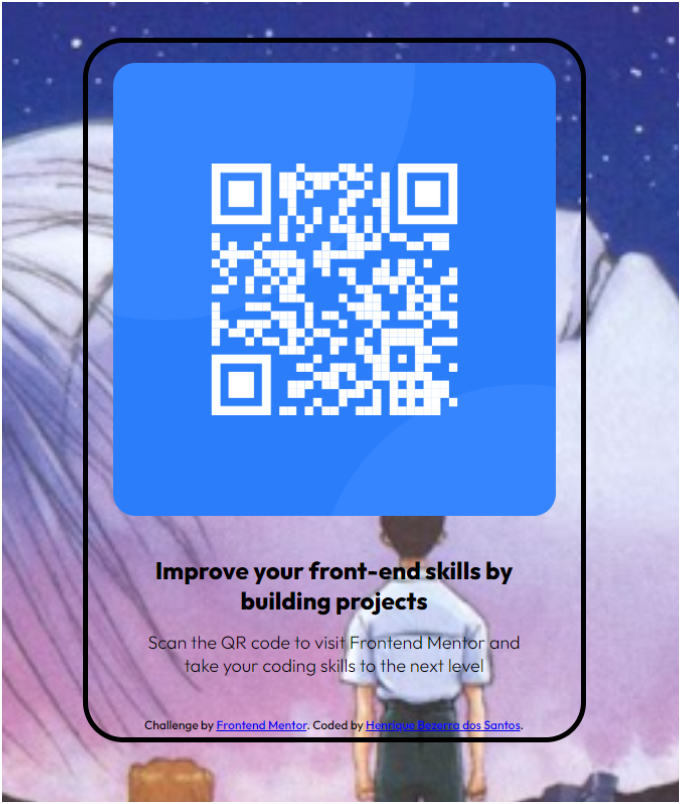 Improve your front-end skills by
building projects
Scan the QR code to visit Frontend Mentor and
take your coding skills to the next level
Challenge by Frontend Mentor. Coded by Henrique Bezerra dos Santos.